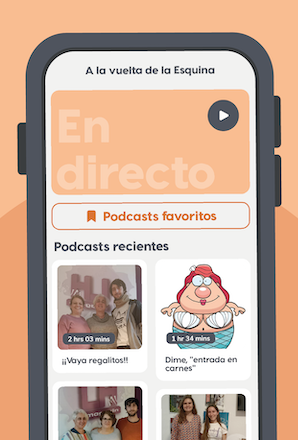 A la vuelta de la Esquina
En
directo
Podcasts favoritos
Podcasts recientes
2 hrs 03 mins
1 hr 34 mins
¡¡Vaya regalitos!!
Dime, "entrada en
carnes"